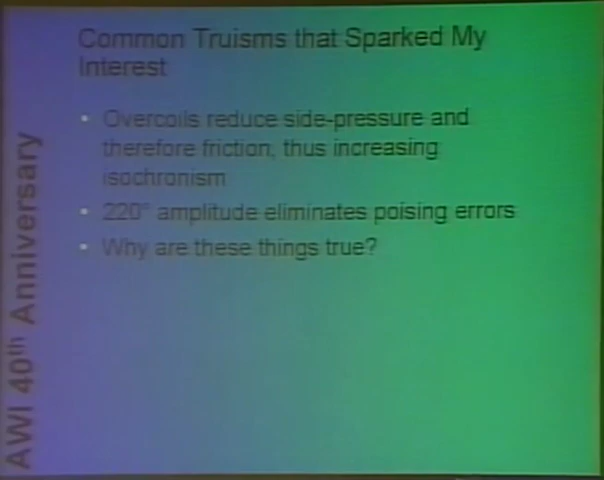 Common Truisms that Sparked My
Interest
• Overcoils reduce side-pressure and
therefore friction, thus increasing
isochronism
• 220° amplitude eliminates poising errors
• Why are these things true?
AWI 40th Anniversary